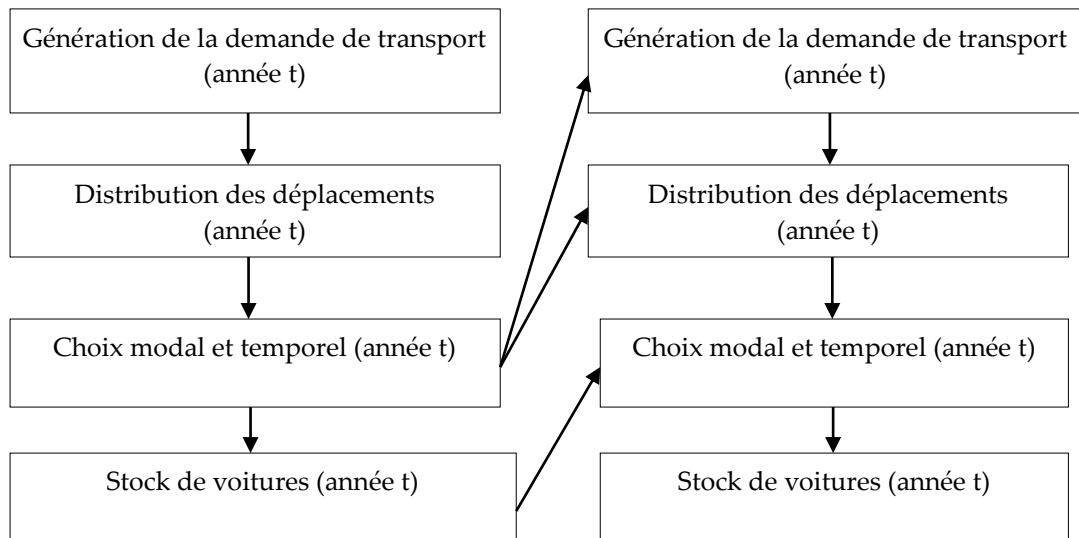 Génération de la demande de transport
(année t)
Distribution des déplacements
(année t)
Choix modal et temporel (année t)
Stock de voitures (année t)
Génération de la demande de transport
(année t)
Distribution des déplacements
(année t)
Choix modal et temporel (année t)
Stock de voitures (année t)